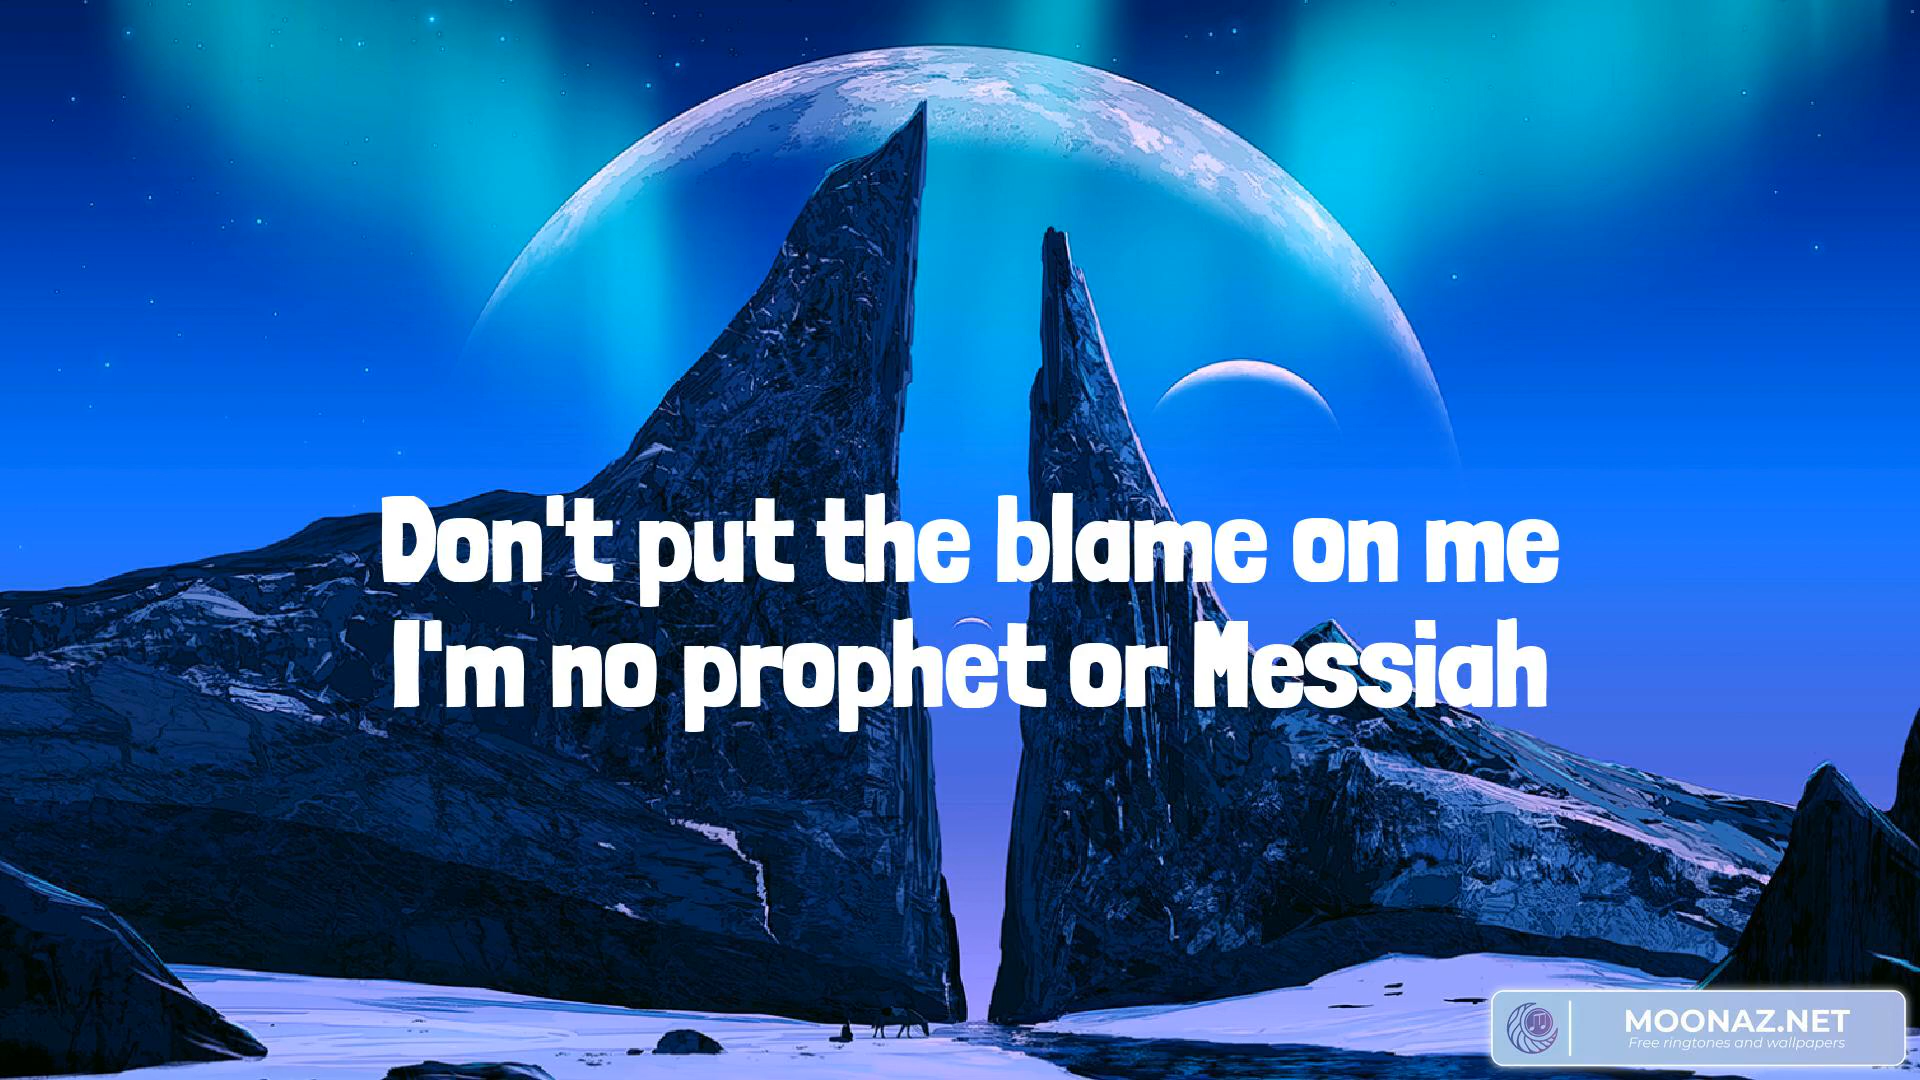 Don't put the blame on me
I'm no prophet or Messiah
MOONAZ.NET
Free ringtones and wallpapers